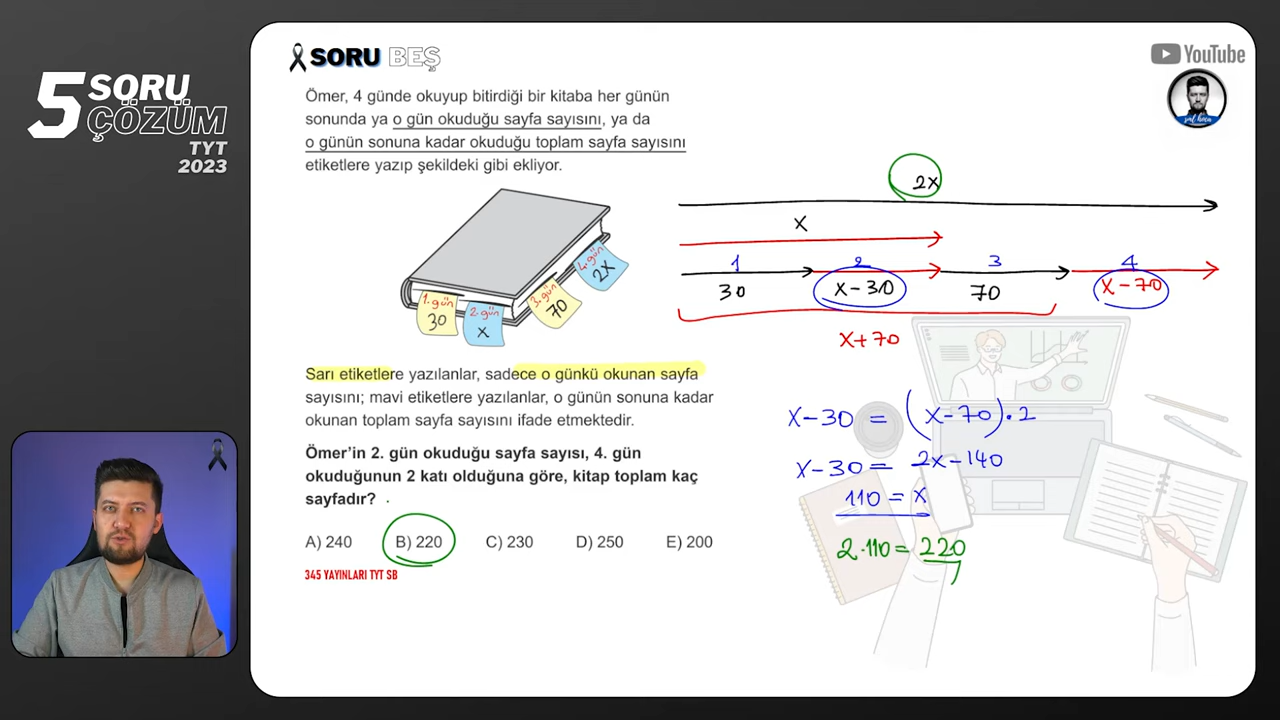 5 SORU
ÇÖZÜM
TYT
2023
SORU BEŞ
YouTube
Ömer, 4 günde okuyup bitirdiği bir kitaba her günün
sonunda ya o gün okuduğu sayfa sayısını, ya da
o günün sonuna kadar okuduğu toplam sayfa sayısını
etiketlere yazıp şekildeki gibi ekliyor.
1. gün
30
2. gün
x
3. gün
70
4. gün
2x
2x
x
1 2 3 4
30 x-30 70 x-70
x+70
Sarı etiketlere yazılanlar, sadece o günkü okunan sayfa
sayısını; mavi etiketlere yazılanlar, o günün sonuna kadar
okunan toplam sayfa sayısını ifade etmektedir.
Ömer'in 2. gün okuduğu sayfa sayısı, 4. gün
okuduğunun 2 katı olduğuna göre, kitap toplam kaç
sayfadır?
A) 240 B) 220 C) 230 D) 250 E) 200
345 YAYINLARI TYT SB
x-30 = (x-70).2
x-30 = 2x-140
110 = x
2.110 = 220